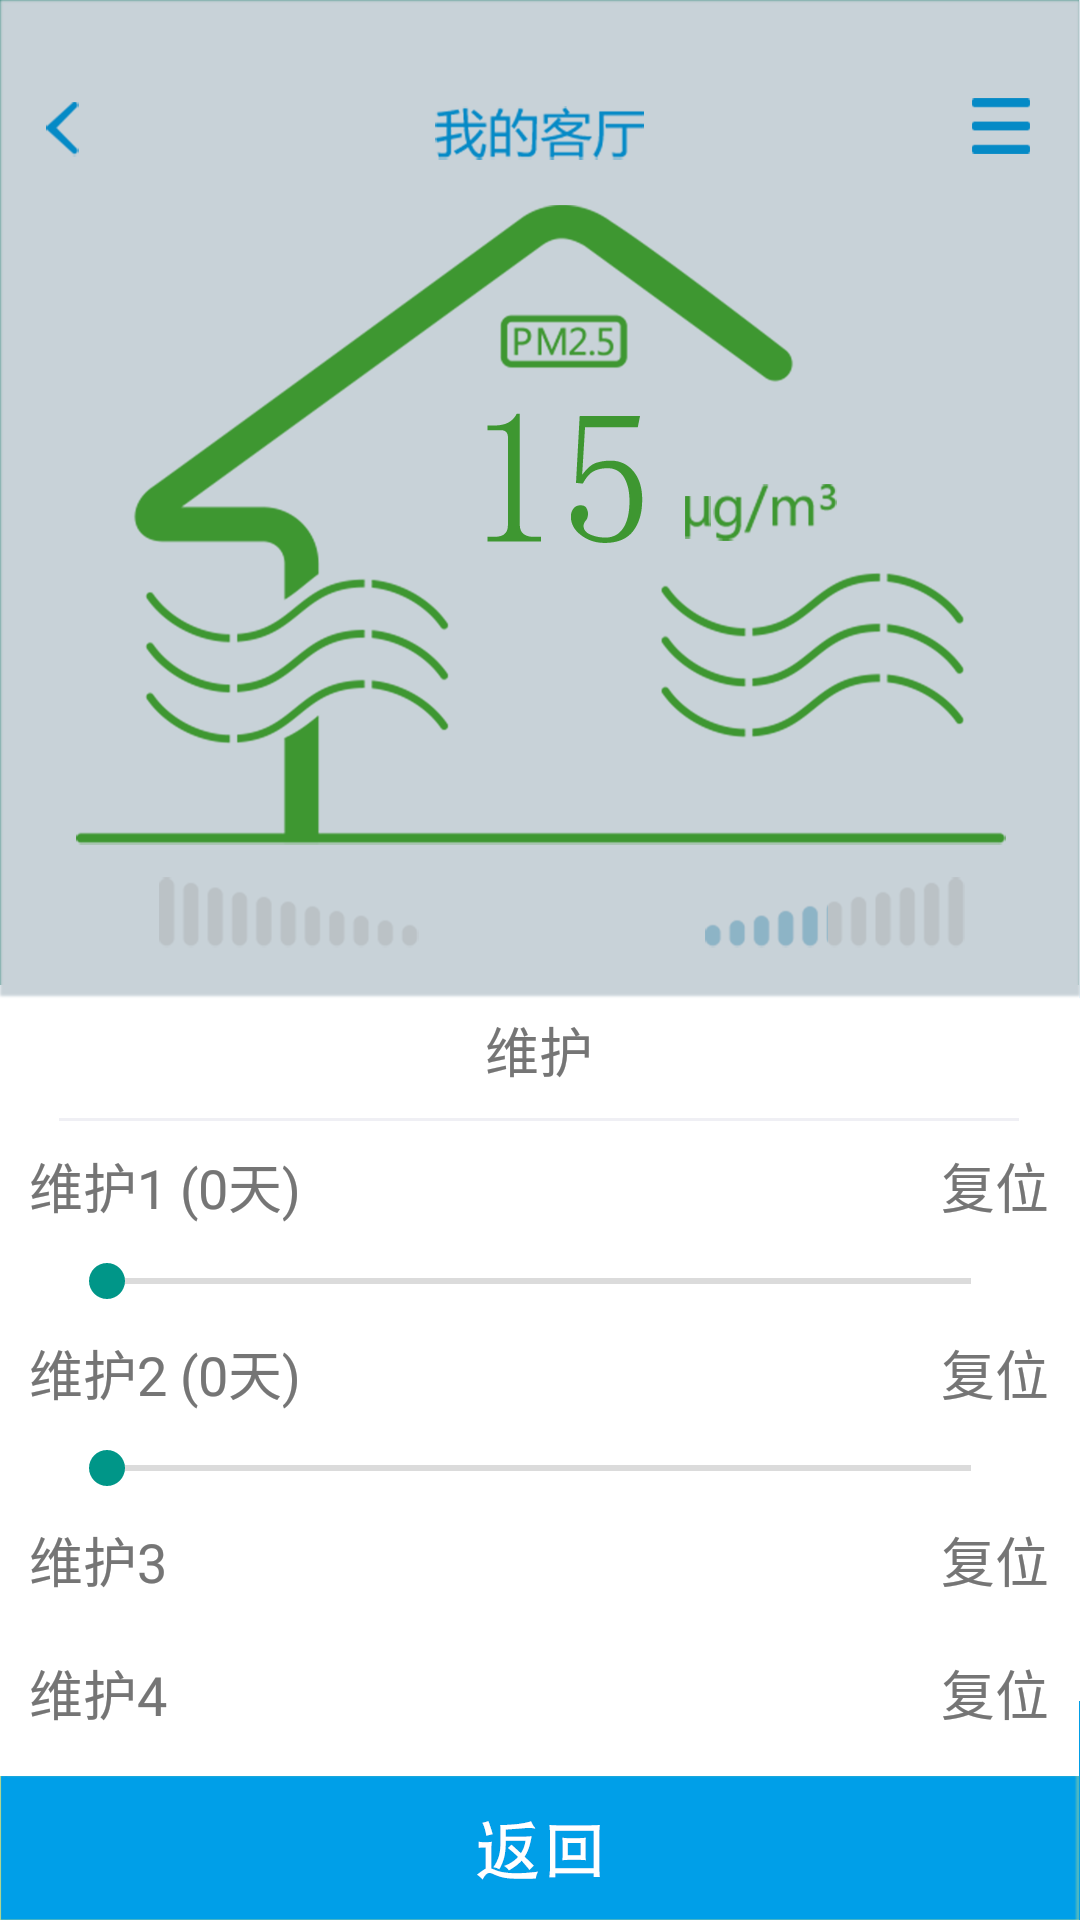 我的客厅
PM2.5
15 μg/m³
维护
维护1 (0天) 复位
维护2 (0天) 复位
维护3 复位
维护4 复位
返回